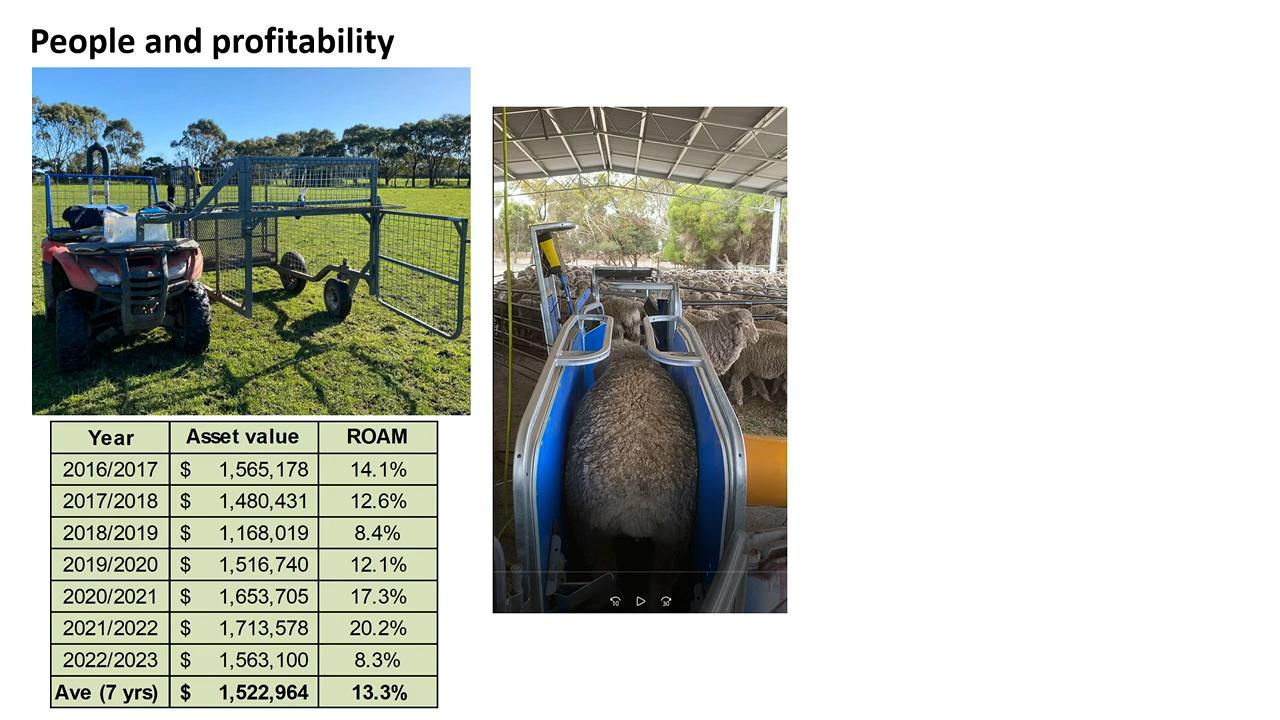 People and profitability
Year Asset value ROAM
2016/2017 $ 1,565,178 14.1%
2017/2018 $ 1,480,431 12.6%
2018/2019 $ 1,168,019 8.4%
2019/2020 $ 1,516,740 12.1%
2020/2021 $ 1,653,705 17.3%
2021/2022 $ 1,713,578 20.2%
2022/2023 $ 1,563,100 8.3%
Ave (7 yrs) $ 1,522,964 13.3%
10 30